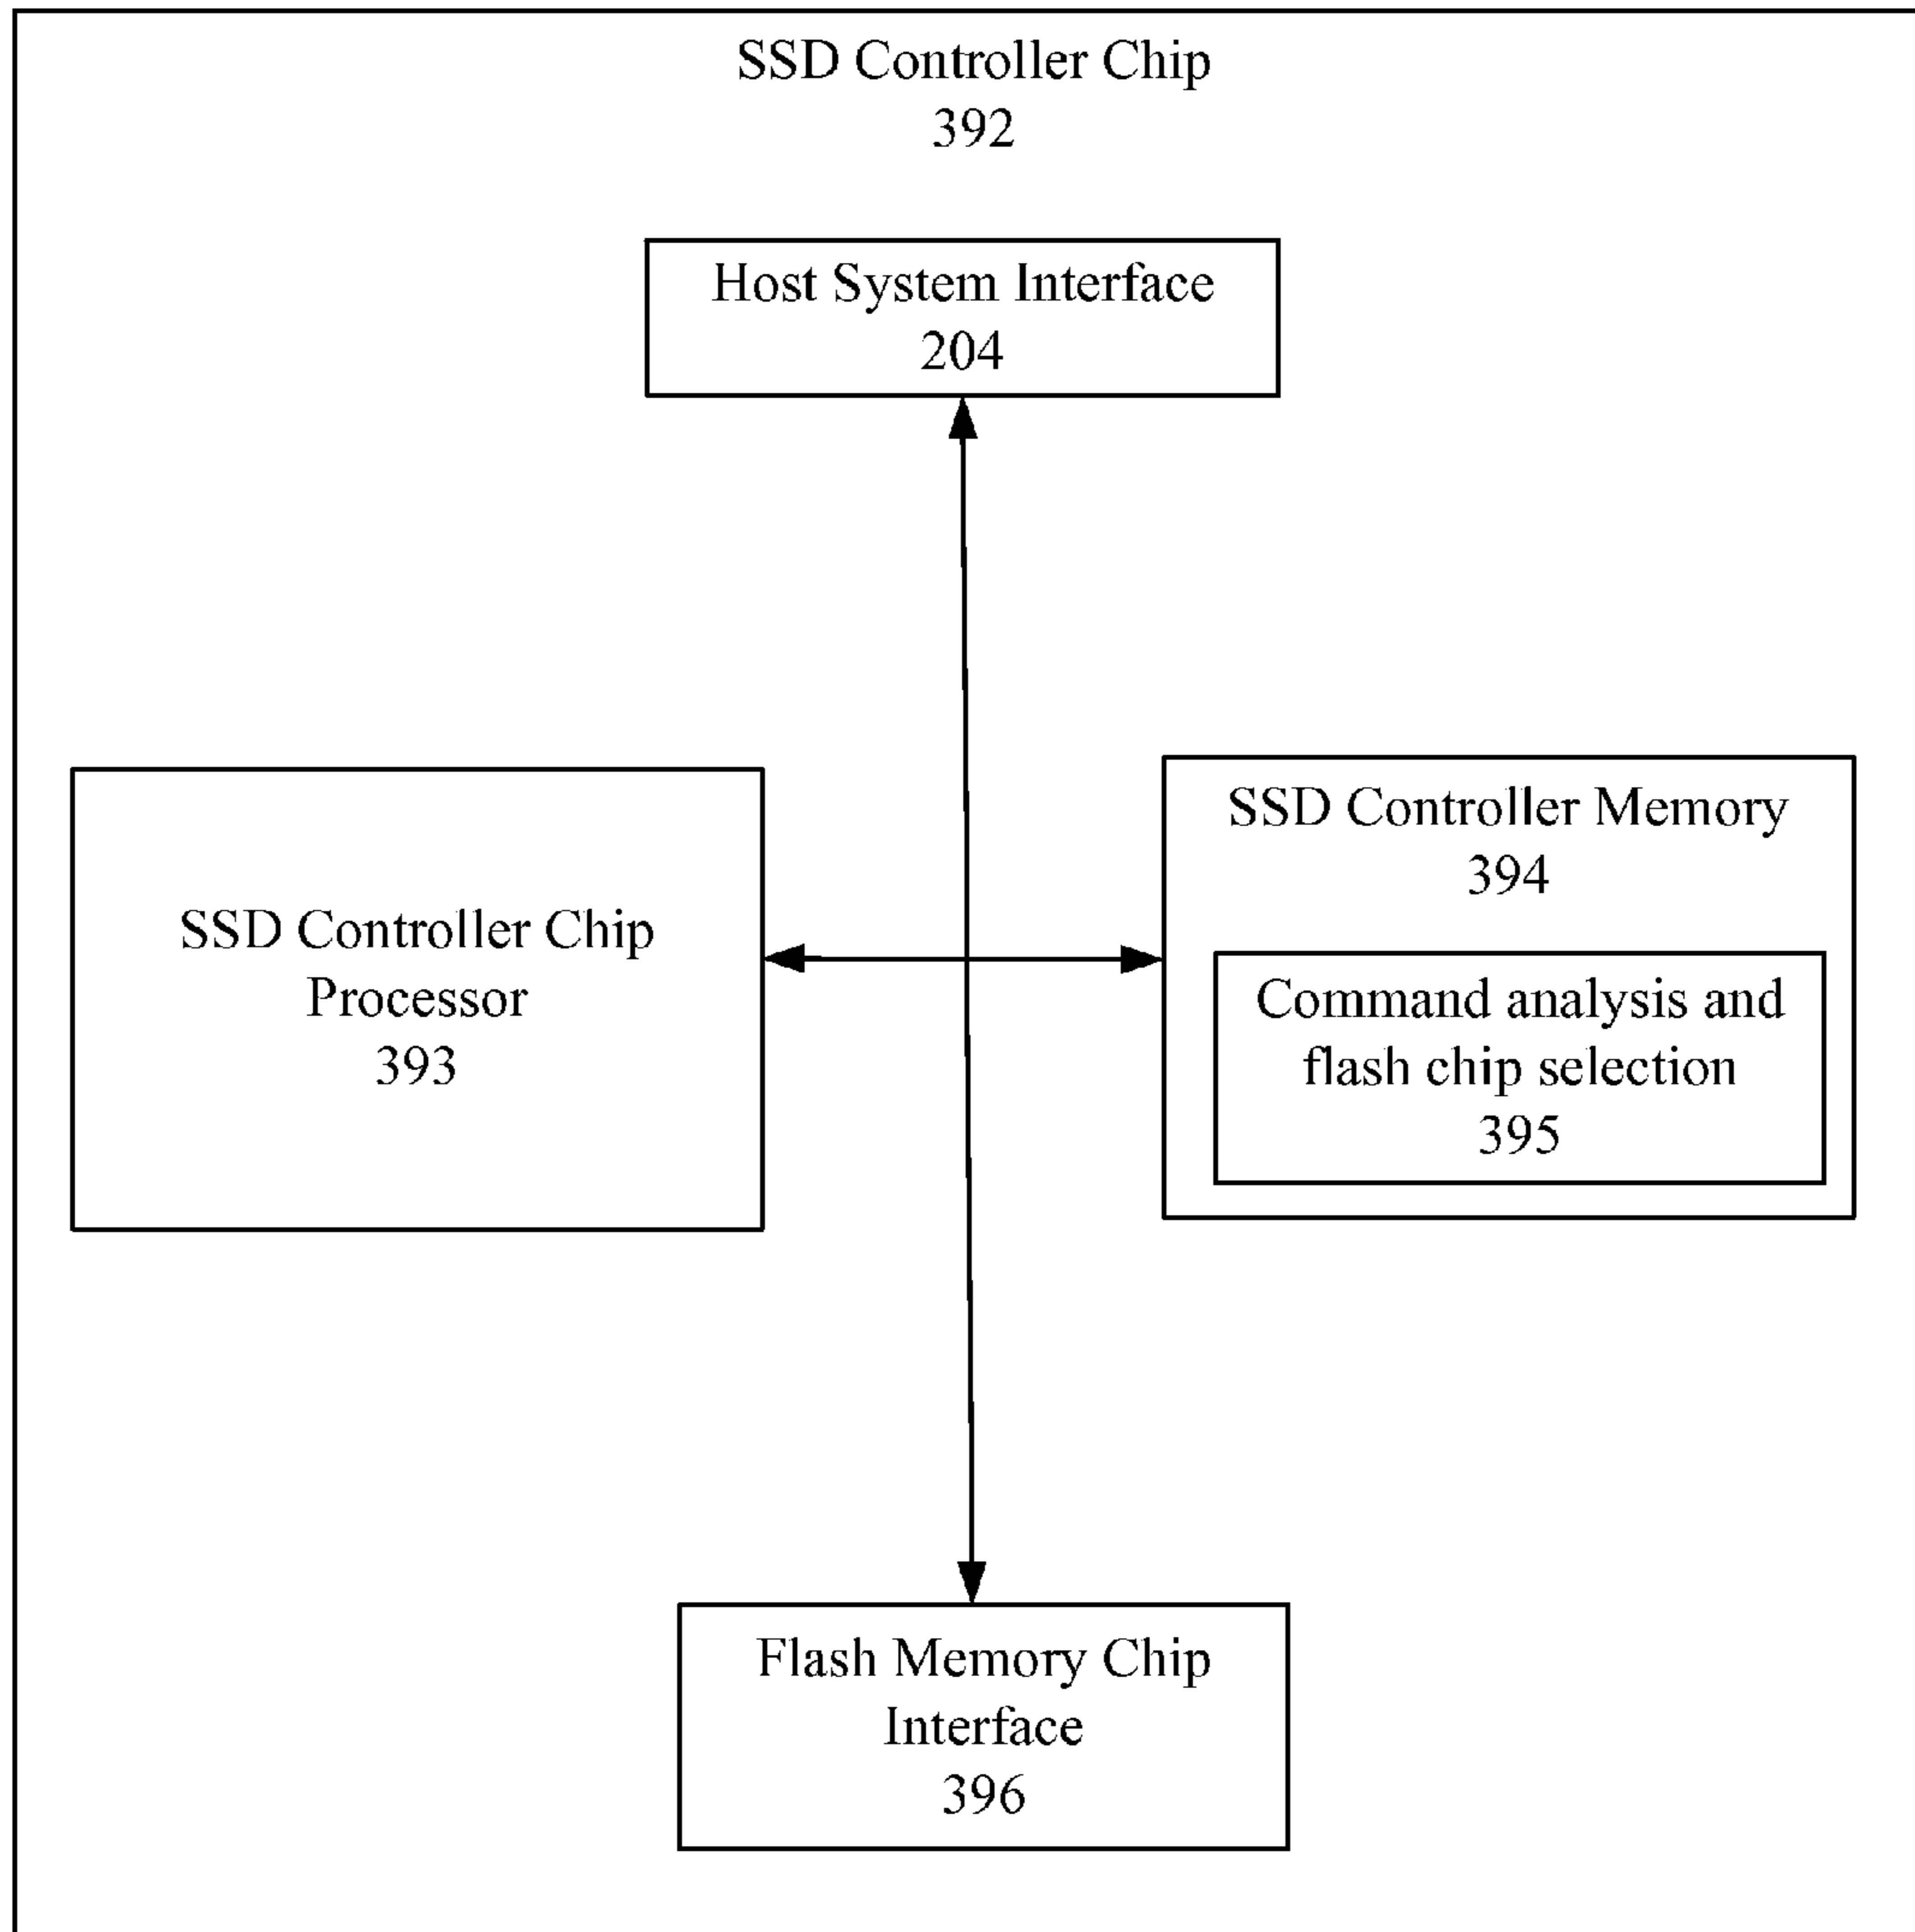 SSD Controller Chip
392
Host System Interface
204
SSD Controller Chip
Processor
393
SSD Controller Memory
394
Command analysis and
flash chip selection
395
Flash Memory Chip
Interface
396